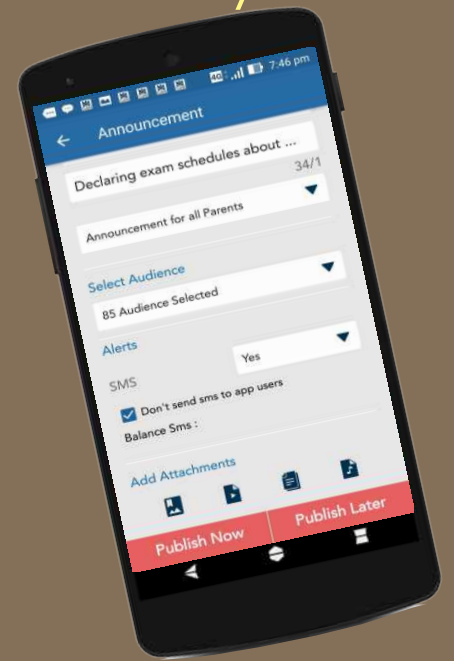 4G 7:46 pm
Announcement
Declaring exam schedules about ...
34/1
Announcement for all Parents
Select Audience
85 Audience Selected
Alerts
SMS
Yes
Don't send sms to app users
Balance Sms :
Add Attachments
Publish Now
Publish Later